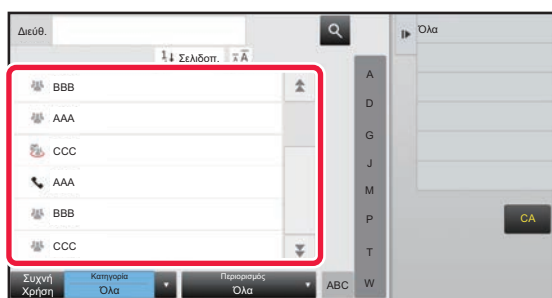 Διεύθ.
Όλα
Σελιδοπ.
BBB
AAA
CCC
AAA
BBB
CCC
A
D
G
J
M
P
T
W
CA
Συχνή Χρήση
Κατηγορία
Όλα
Περιορισμός
Όλα
ABC